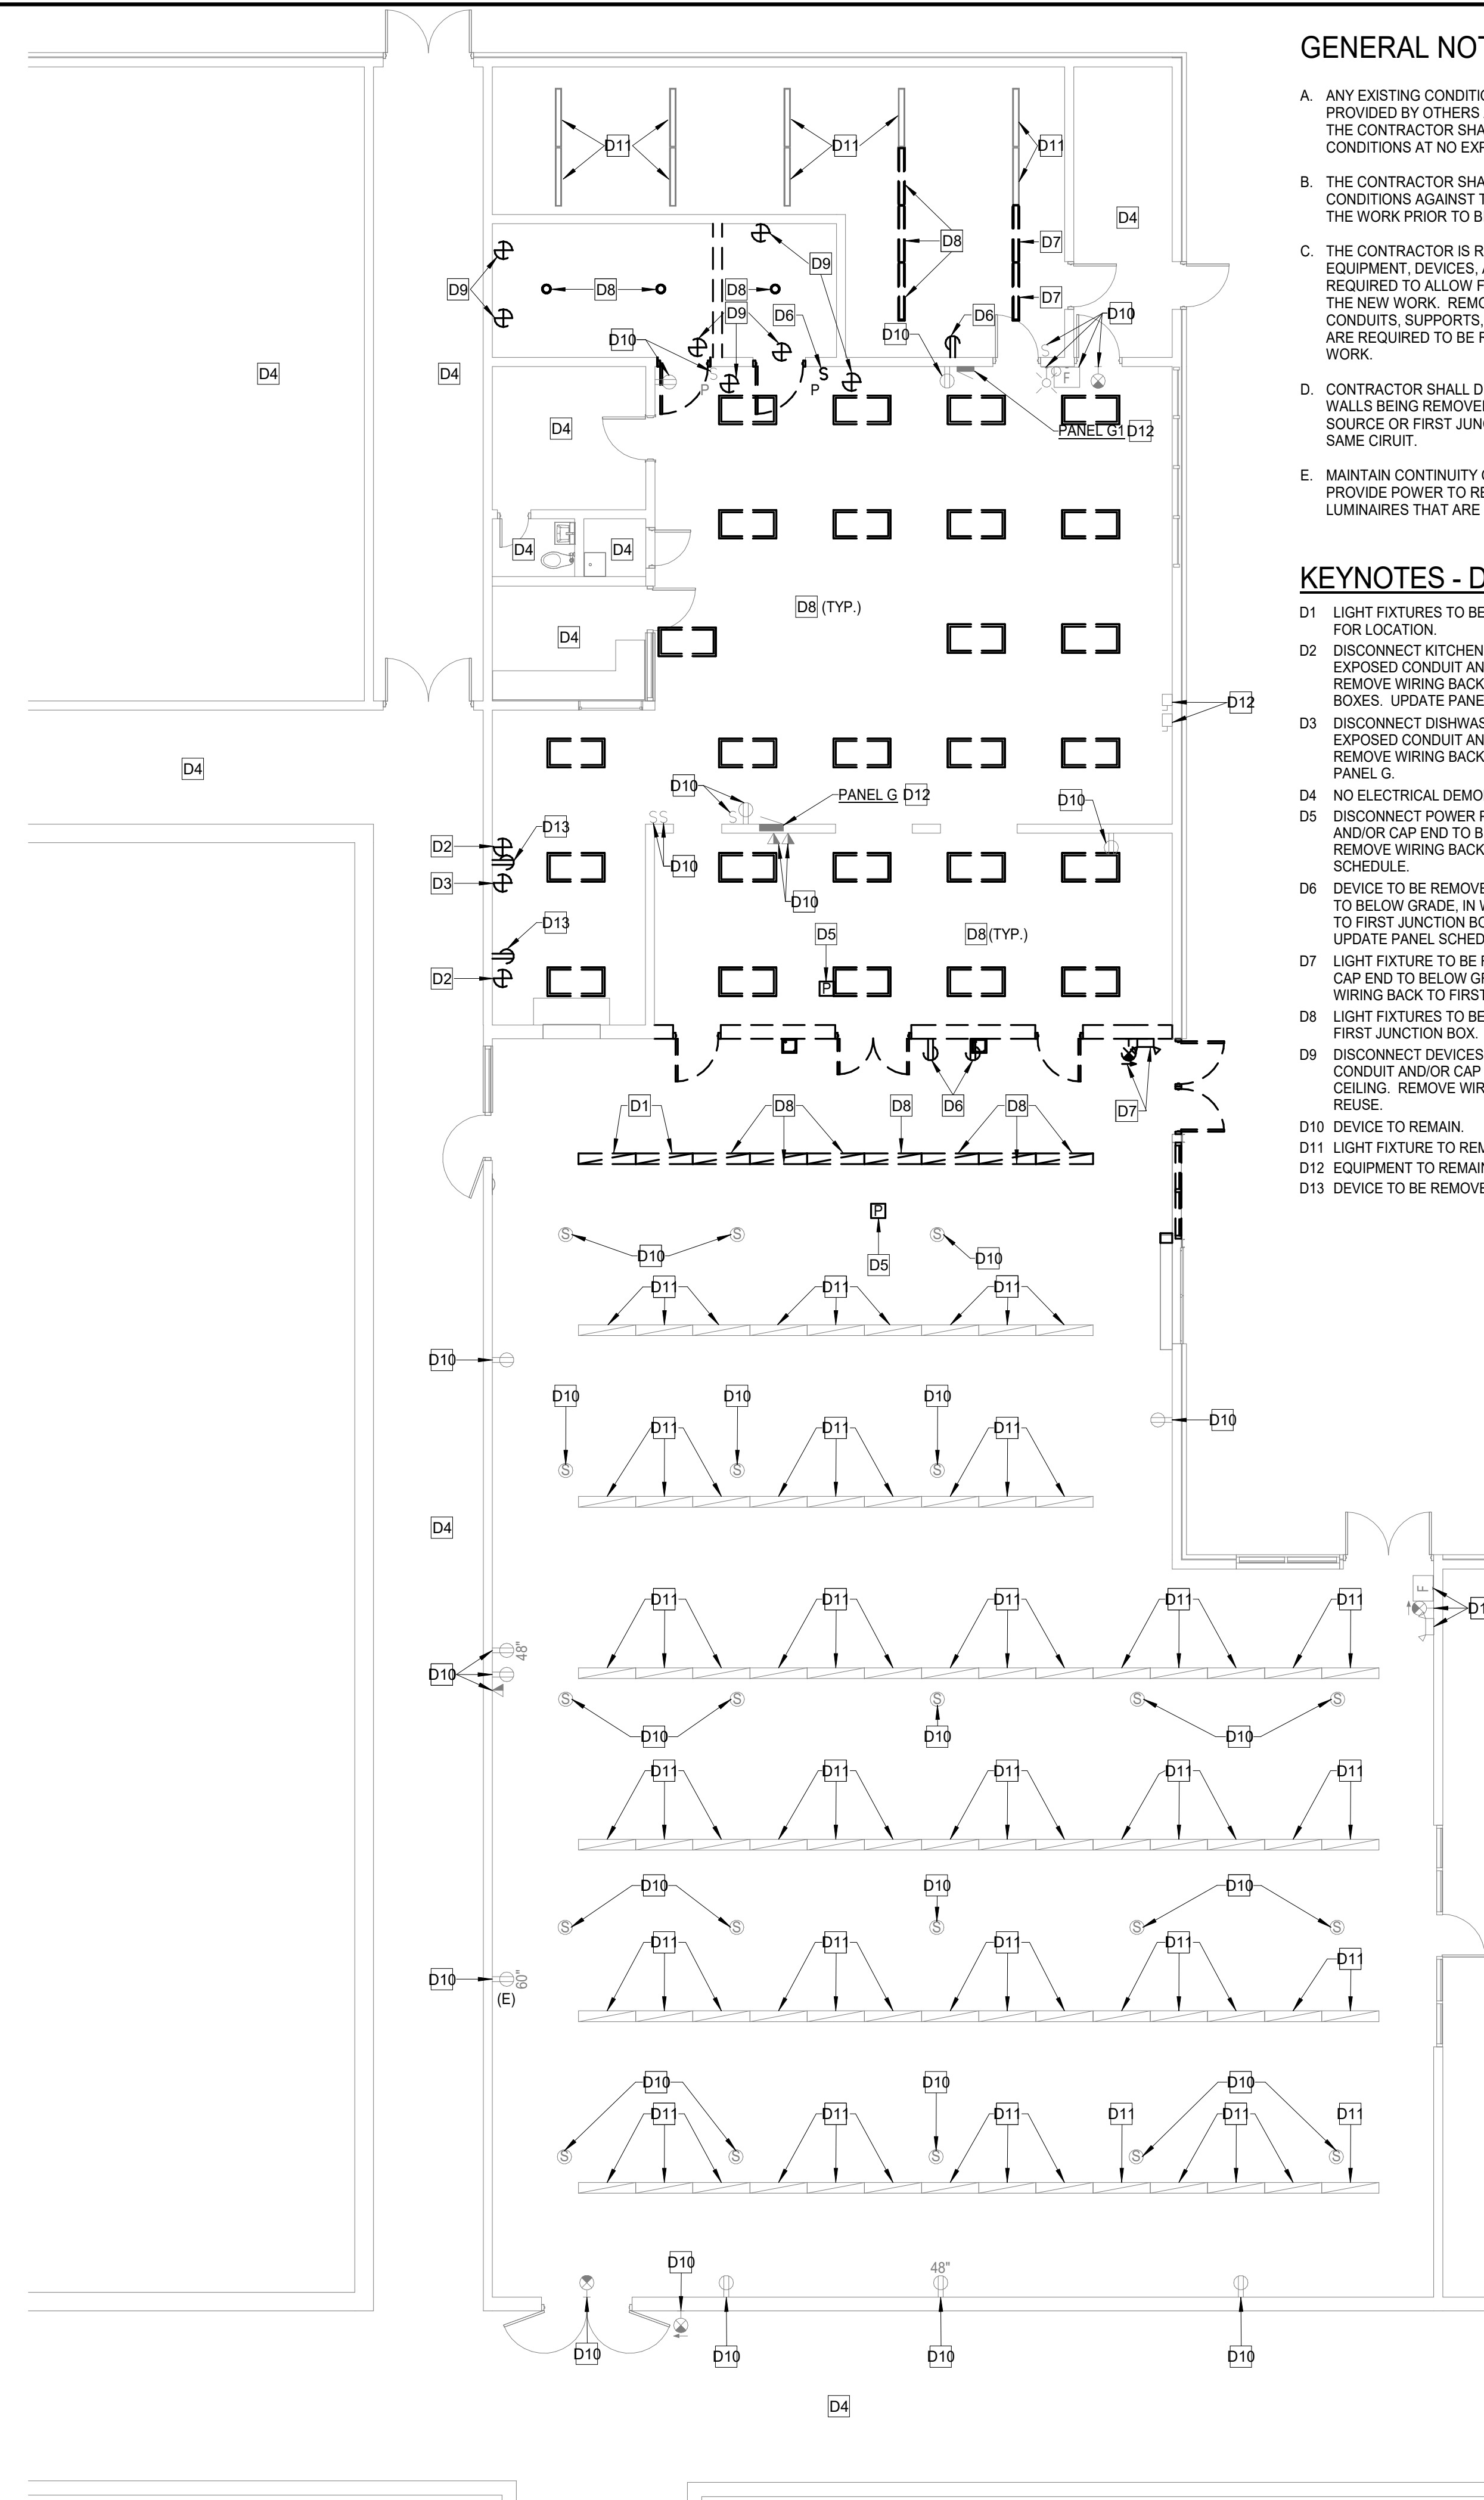 GENERAL NOT
A. ANY EXISTING CONDITIO
PROVIDED BY OTHERS
THE CONTRACTOR SHA
CONDITIONS AT NO EXP
B. THE CONTRACTOR SHA
CONDITIONS AGAINST T
THE WORK PRIOR TO B
C. THE CONTRACTOR IS R
EQUIPMENT, DEVICES, A
REQUIRED TO ALLOW F
THE NEW WORK. REMO
CONDUITS, SUPPORTS,
ARE REQUIRED TO BE R
WORK.
D. CONTRACTOR SHALL D
WALLS BEING REMOVE
SOURCE OR FIRST JUN
SAME CIRUIT.
E. MAINTAIN CONTINUITY O
PROVIDE POWER TO RE
LUMINAIRES THAT ARE
KEYNOTES - D
D1 LIGHT FIXTURES TO BE
FOR LOCATION.
D2 DISCONNECT KITCHEN
EXPOSED CONDUIT AN
REMOVE WIRING BACK
BOXES. UPDATE PANE
D3 DISCONNECT DISHWAS
EXPOSED CONDUIT AN
REMOVE WIRING BACK
PANEL G.
D4 NO ELECTRICAL DEMO
D5 DISCONNECT POWER P
AND/OR CAP END TO B
REMOVE WIRING BACK
SCHEDULE.
D6 DEVICE TO BE REMOVE
TO BELOW GRADE, IN W
TO FIRST JUNCTION BO
UPDATE PANEL SCHED
D7 LIGHT FIXTURE TO BE R
CAP END TO BELOW GR
WIRING BACK TO FIRST
D8 LIGHT FIXTURES TO BE
FIRST JUNCTION BOX.
D9 DISCONNECT DEVICES
CONDUIT AND/OR CAP
CEILING. REMOVE WIR
REUSE.
D10 DEVICE TO REMAIN.
D11 LIGHT FIXTURE TO REM
D12 EQUIPMENT TO REMAIN
D13 DEVICE TO BE REMOVE
D11 D11 D11
D4
D8 D7
D9
D9 D8 D8 D7
D9 D6 D6 D10
D10 D10
D4 D4
S S S
P P F
D4 PANEL G1 D12
D4 D4
D8 (TYP.)
D4
D12
D4
D10 PANEL G D12 D10
S S S
D2 D13
D10
D3
D10
D13 D5 D8 (TYP.)
D2
P
D1 D8 D8 D6 D8 D7
P
S S S
D10 D5 D10
D11 D11 D11
D10
D10 D10 D10
D10
D11 D11 D11
S S S
D4
F
D11 D11 D11 D11 D11
D1
48"
D10
S S S S S
D10 D10 D10
D11 D11 D11 D11 D11
D10 D10 D10
S S S S S
D11 D11 D11 D11
D11
D10 60"
(E)
D10 D10 D10
D11 D11 D11 D11 D11 D11
S S S S S
D10
48"
D10 D10 D10 D10
D4